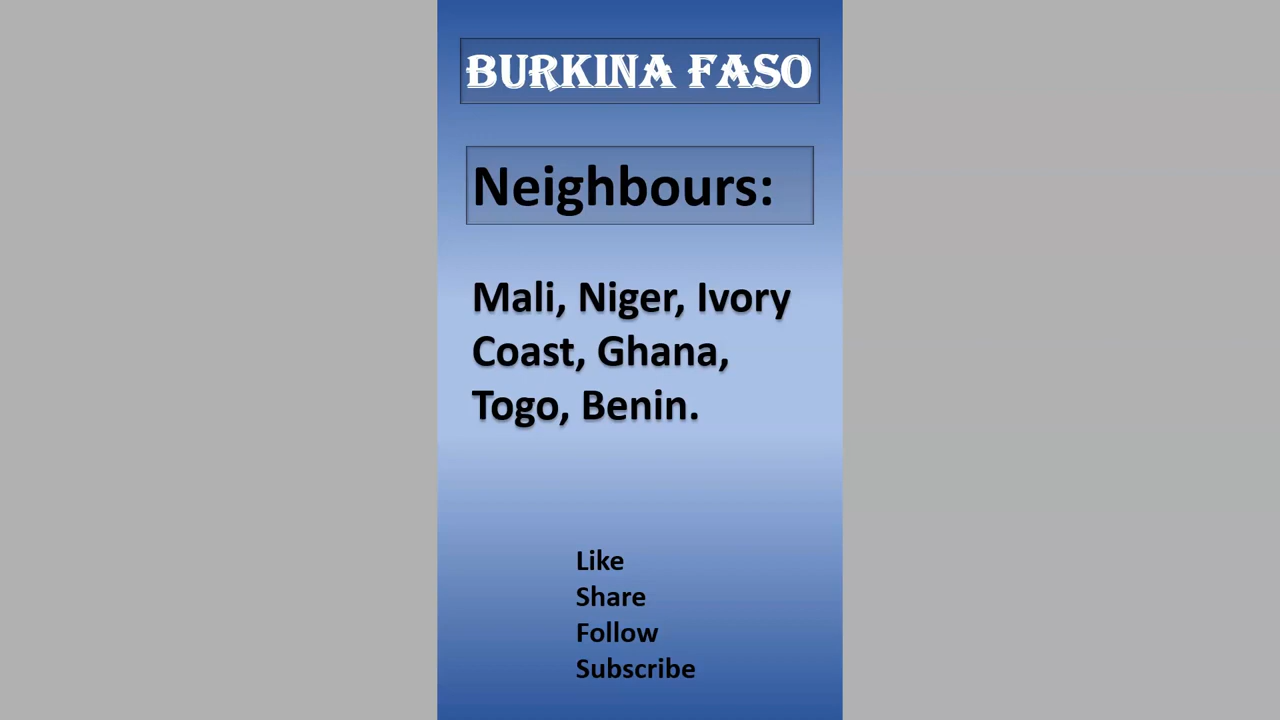 BURKINA FASO
Neighbours:
Mali, Niger, Ivory
Coast, Ghana,
Togo, Benin.
Like
Share
Follow
Subscribe